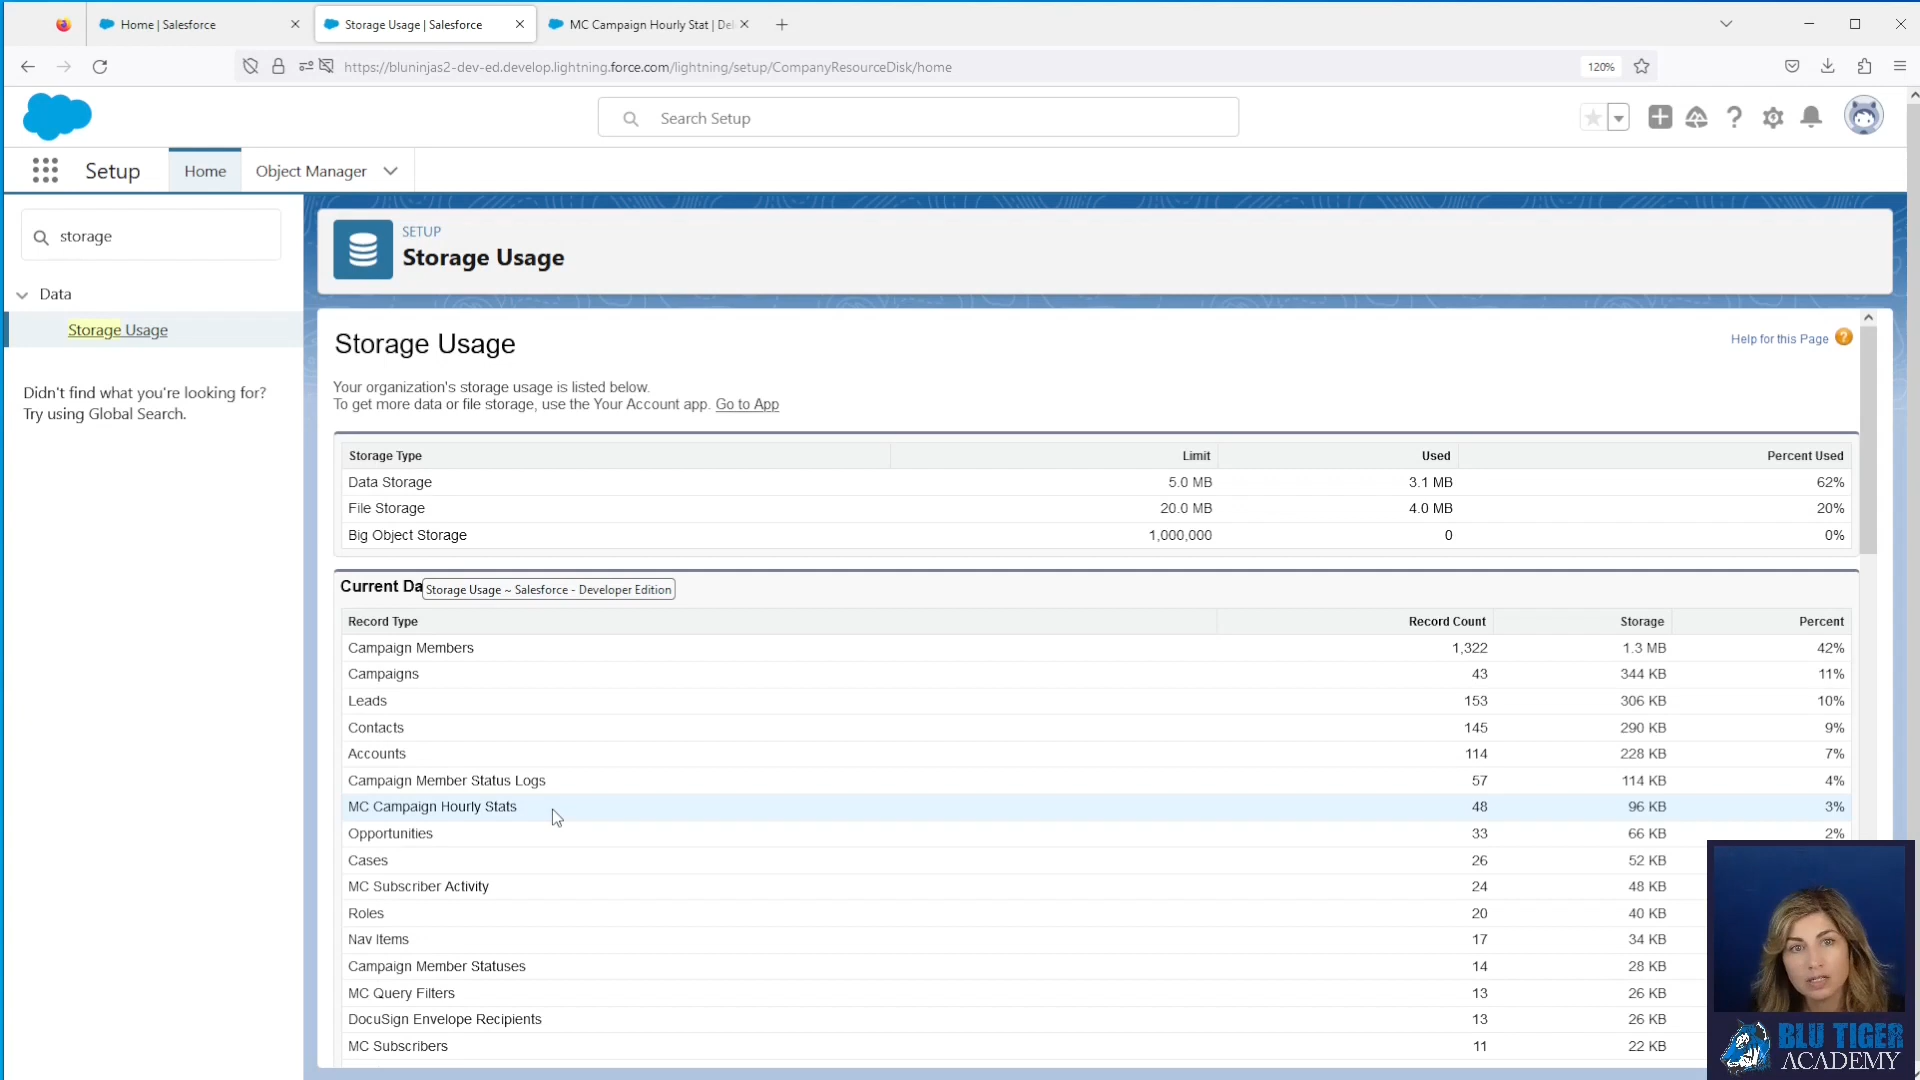 Home | Salesforce
Storage Usage | Salesforce
MC Campaign Hourly Stat | De
https://bluninjas2-dev-ed.develop.lightning.force.com/lightning/setup/CompanyResourceDisk/home
120%
Search Setup
Setup
Home
Object Manager
storage
Data
Storage Usage
Didn't find what you're looking for?
Try using Global Search.
SETUP
Storage Usage
Storage Usage
Help for this Page
Your organization's storage usage is listed below.
To get more data or file storage, use the Your Account app. Go to App
Storage Type Limit Used Percent Used
Data Storage 5.0 MB 3.1 MB 62%
File Storage 20.0 MB 4.0 MB 20%
Big Object Storage 1,000,000 0 0%
Current Da
Storage Usage ~ Salesforce - Developer Edition
Record Type Record Count Storage Percent
Campaign Members 1,322 1.3 MB 42%
Campaigns 43 344 KB 11%
Leads 153 306 KB 10%
Contacts 145 290 KB 9%
Accounts 114 228 KB 7%
Campaign Member Status Logs 57 114 KB 4%
MC Campaign Hourly Stats 48 96 KB 3%
Opportunities 33 66 KB 2%
Cases 26 52 KB
MC Subscriber Activity 24 48 KB
Roles 20 40 KB
Nav Items 17 34 KB
Campaign Member Statuses 14 28 KB
MC Query Filters 13 26 KB
DocuSign Envelope Recipients 13 26 KB
MC Subscribers 11 22 KB
BLU TIGER
ACADEMY